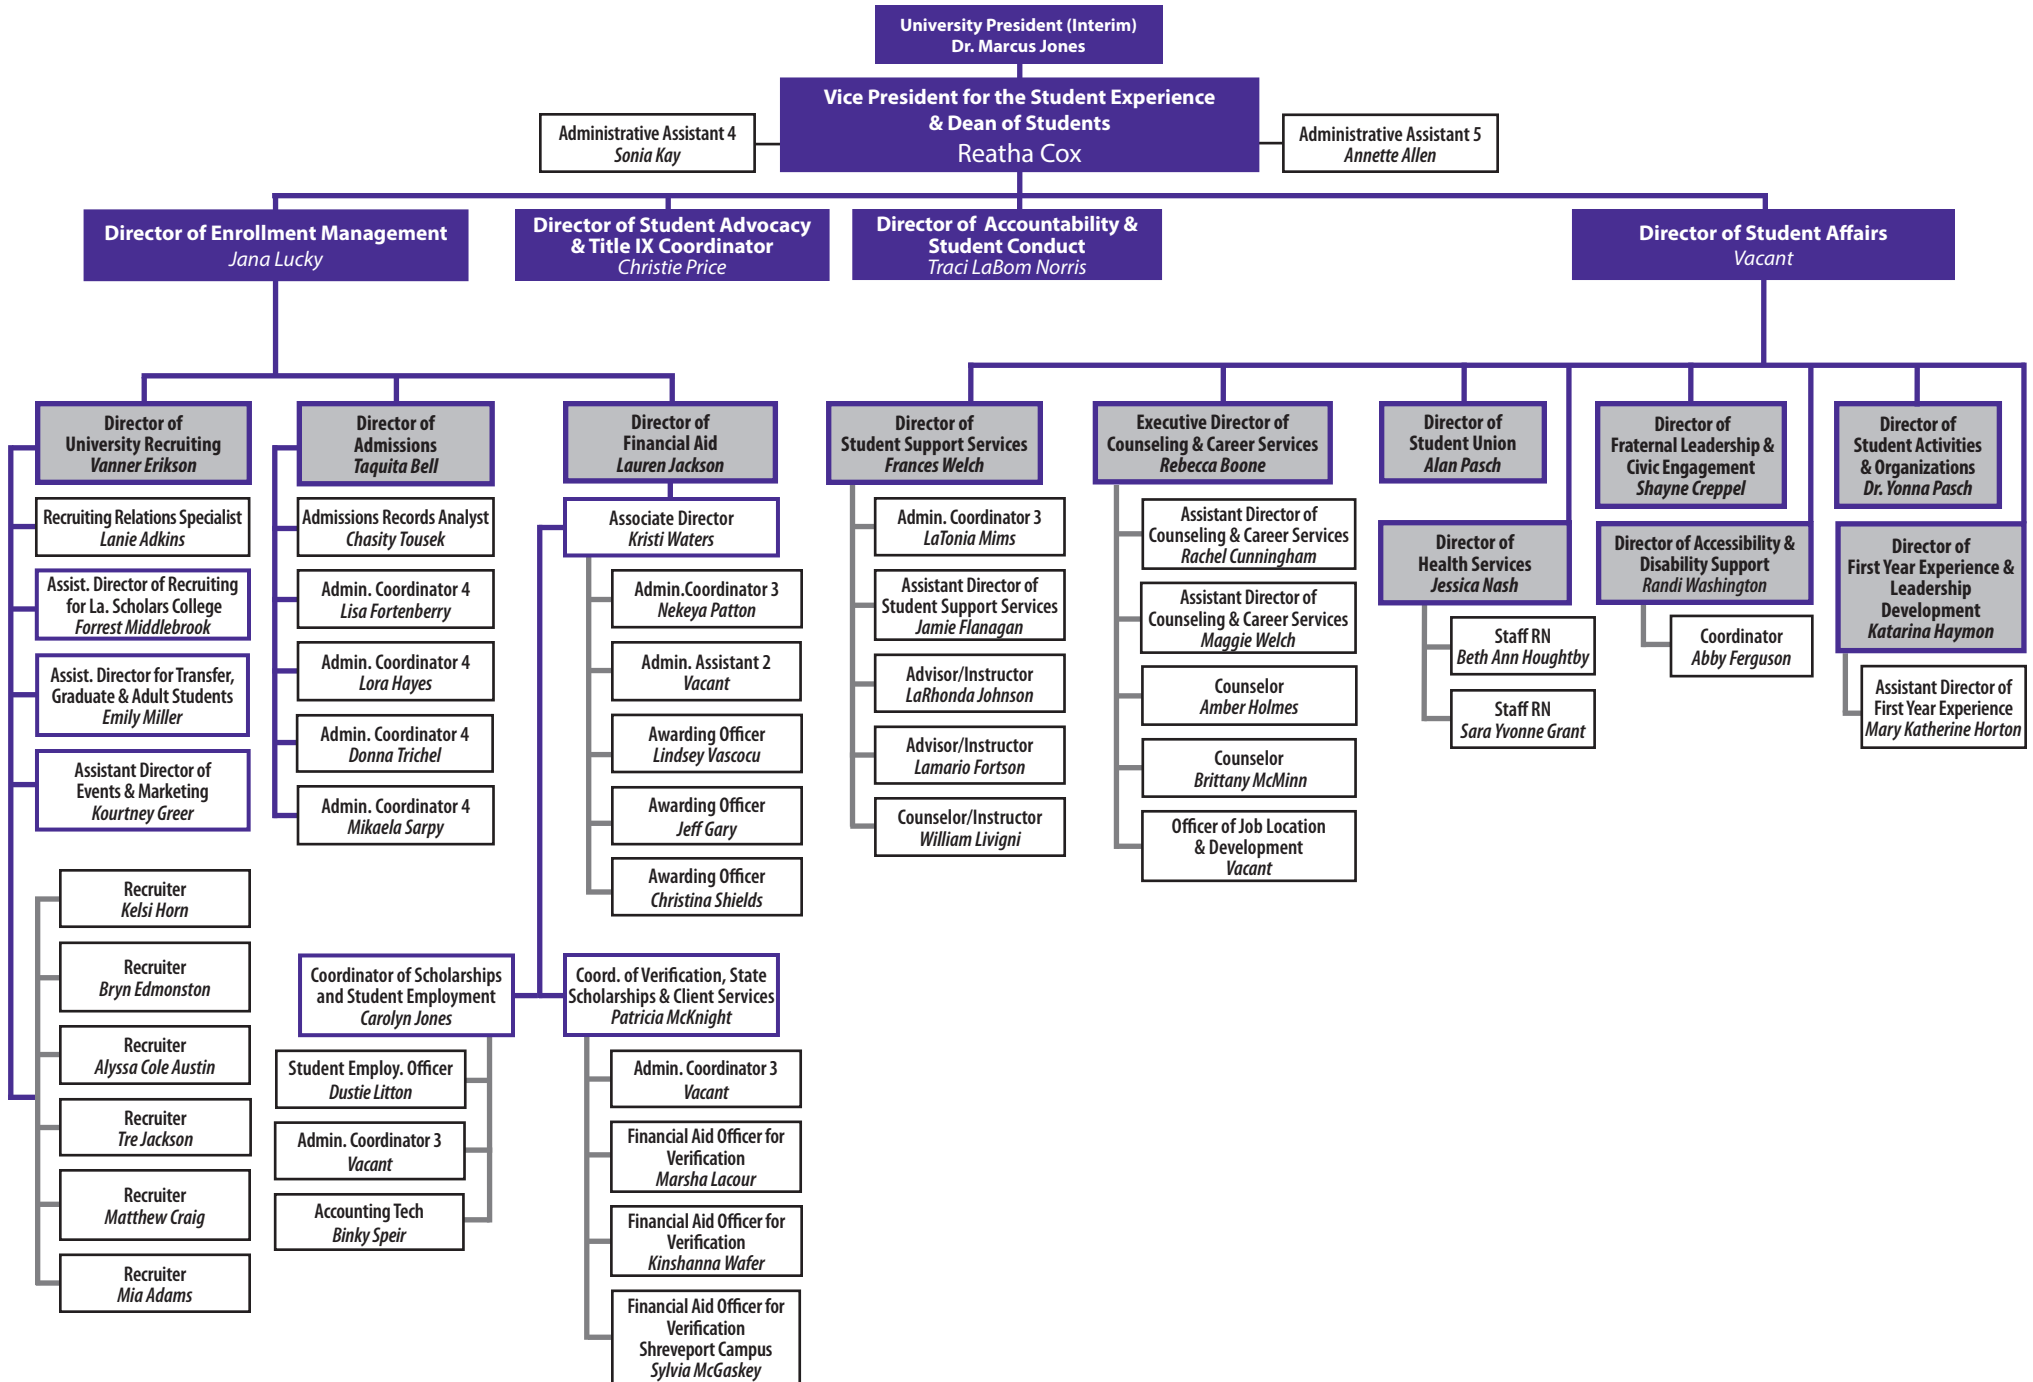 University President (Interim)
Dr. Marcus Jones
Vice President for the Student Experience
& Dean of Students
Reatha Cox
Administrative Assistant 4
Sonia Kay
Administrative Assistant 5
Annette Allen
Director of Enrollment Management
Jana Lucky
Director of Student Advocacy
& Title IX Coordinator
Christie Price
Director of Accountability &
Student Conduct
Traci LaBom Norris
Director of Student Affairs
Vacant
Director of
University Recruiting
Vanner Erikson
Recruiting Relations Specialist
Lanie Adkins
Assist. Director of Recruiting
for La. Scholars College
Forrest Middlebrook
Assist. Director for Transfer,
Graduate & Adult Students
Emily Miller
Assistant Director of
Events & Marketing
Kourtney Greer
Recruiter
Kelsi Horn
Recruiter
Bryn Edmonston
Recruiter
Alyssa Cole Austin
Recruiter
Tre Jackson
Recruiter
Matthew Craig
Recruiter
Mia Adams
Director of
Admissions
Taquita Bell
Admissions Records Analyst
Chasity Tousek
Admin. Coordinator 4
Lisa Fortenberry
Admin. Coordinator 4
Lora Hayes
Admin. Coordinator 4
Donna Trichel
Admin. Coordinator 4
Mikaela Sarpy
Director of
Financial Aid
Lauren Jackson
Associate Director
Kristi Waters
Admin.Coordinator 3
Nekeya Patton
Admin. Assistant 2
Vacant
Awarding Officer
Lindsey Vascocu
Awarding Officer
Jeff Gary
Awarding Officer
Christina Shields
Coordinator of Scholarships
and Student Employment
Carolyn Jones
Student Employ. Officer
Dustie Litton
Admin. Coordinator 3
Vacant
Accounting Tech
Binky Speir
Coord. of Verification, State
Scholarships & Client Services
Patricia McKnight
Admin. Coordinator 3
Vacant
Financial Aid Officer for
Verification
Marsha Lacour
Financial Aid Officer for
Verification
Kinshanna Wafer
Financial Aid Officer for
Verification
Shreveport Campus
Sylvia McGaskey
Director of
Student Support Services
Frances Welch
Admin. Coordinator 3
LaTonia Mims
Assistant Director of
Student Support Services
Jamie Flanagan
Advisor/Instructor
LaRhonda Johnson
Advisor/Instructor
Lamario Fortson
Counselor/Instructor
William Livigni
Executive Director of
Counseling & Career Services
Rebecca Boone
Assistant Director of
Counseling & Career Services
Rachel Cunningham
Assistant Director of
Counseling & Career Services
Maggie Welch
Counselor
Amber Holmes
Counselor
Brittany McMinn
Officer of Job Location
& Development
Vacant
Director of
Student Union
Alan Pasch
Director of
Health Services
Jessica Nash
Staff RN
Beth Ann Houghtby
Staff RN
Sara Yvonne Grant
Director of
Fraternal Leadership &
Civic Engagement
Shayne Creppel
Director of Accessibility &
Disability Support
Randi Washington
Coordinator
Abby Ferguson
Director of
Student Activities
& Organizations
Dr. Yonna Pasch
Director of
First Year Experience &
Leadership
Development
Katarina Haymon
Assistant Director of
First Year Experience
Mary Katherine Horton